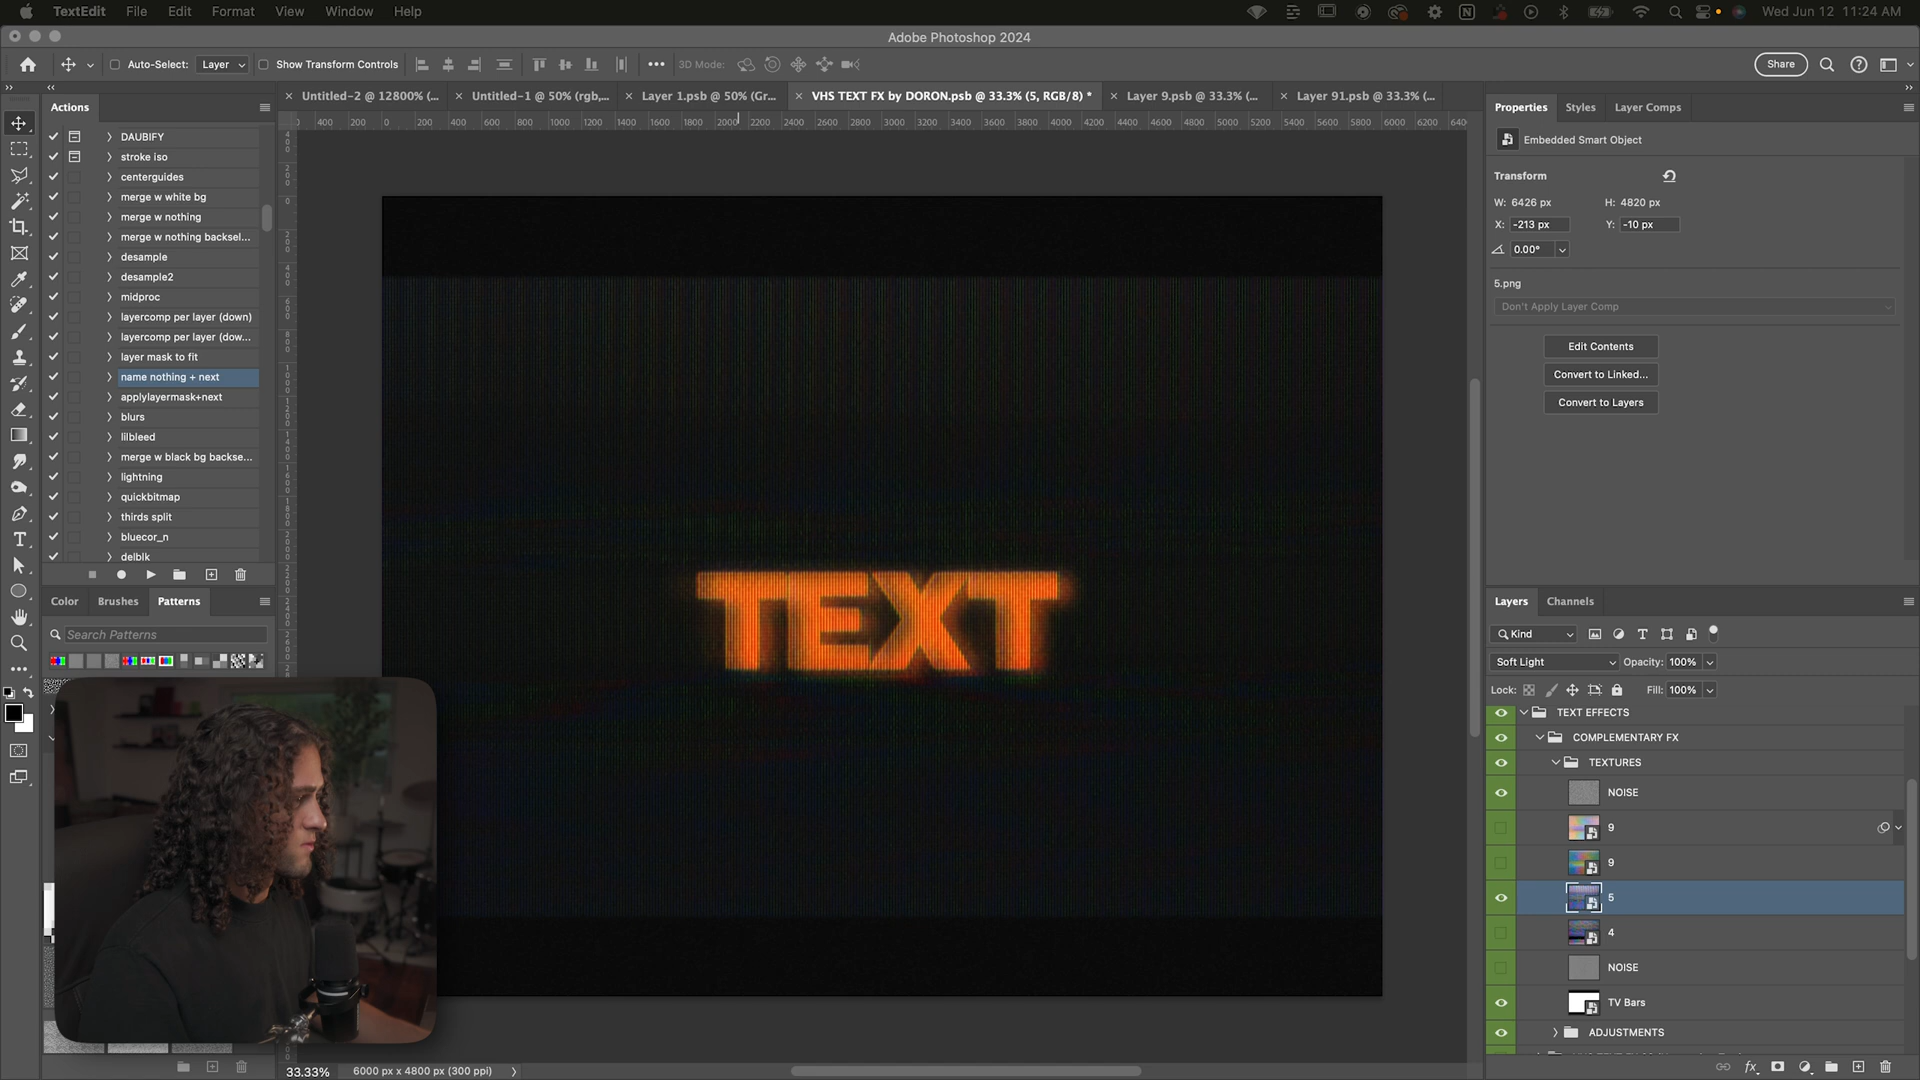 TextEdit File Edit Format View Window Help
Wed Jun 12 11:24 AM
Adobe Photoshop 2024
Auto-Select: Layer Show Transform Controls
3D Mode:
Share
Actions
Untitled-2 @ 12800% (...
Untitled-1 @ 50% (rgb,...
Layer 1.psb @ 50% (Gr...
VHS TEXT FX by DORON.psb @ 33.3% (5, RGB/8) *
Layer 9.psb @ 33.3% (...
Layer 91.psb @ 33.3% (...
DAUBIFY
stroke iso
centerguides
merge w white bg
merge w nothing
merge w nothing backsel...
desample
desample2
midproc
layercomp per layer (down)
layercomp per layer (dow...
layer mask to fit
name nothing + next
applylayermask+next
blurs
lilbleed
merge w black bg backse...
lightning
quickbitmap
thirds split
bluecor_n
delblk
Color Brushes Patterns
Search Patterns
TEXT
33.33% 6000 px x 4800 px (300 ppi)
Properties Styles Layer Comps
Embedded Smart Object
Transform
W: 6426 px H: 4820 px
X: -213 px Y: -10 px
0.00°
5.png
Don't Apply Layer Comp
Edit Contents
Convert to Linked...
Convert to Layers
Layers Channels
Kind
Soft Light Opacity: 100%
Lock: Fill: 100%
TEXT EFFECTS
COMPLEMENTARY FX
TEXTURES
NOISE
9
9
5
4
NOISE
TV Bars
ADJUSTMENTS